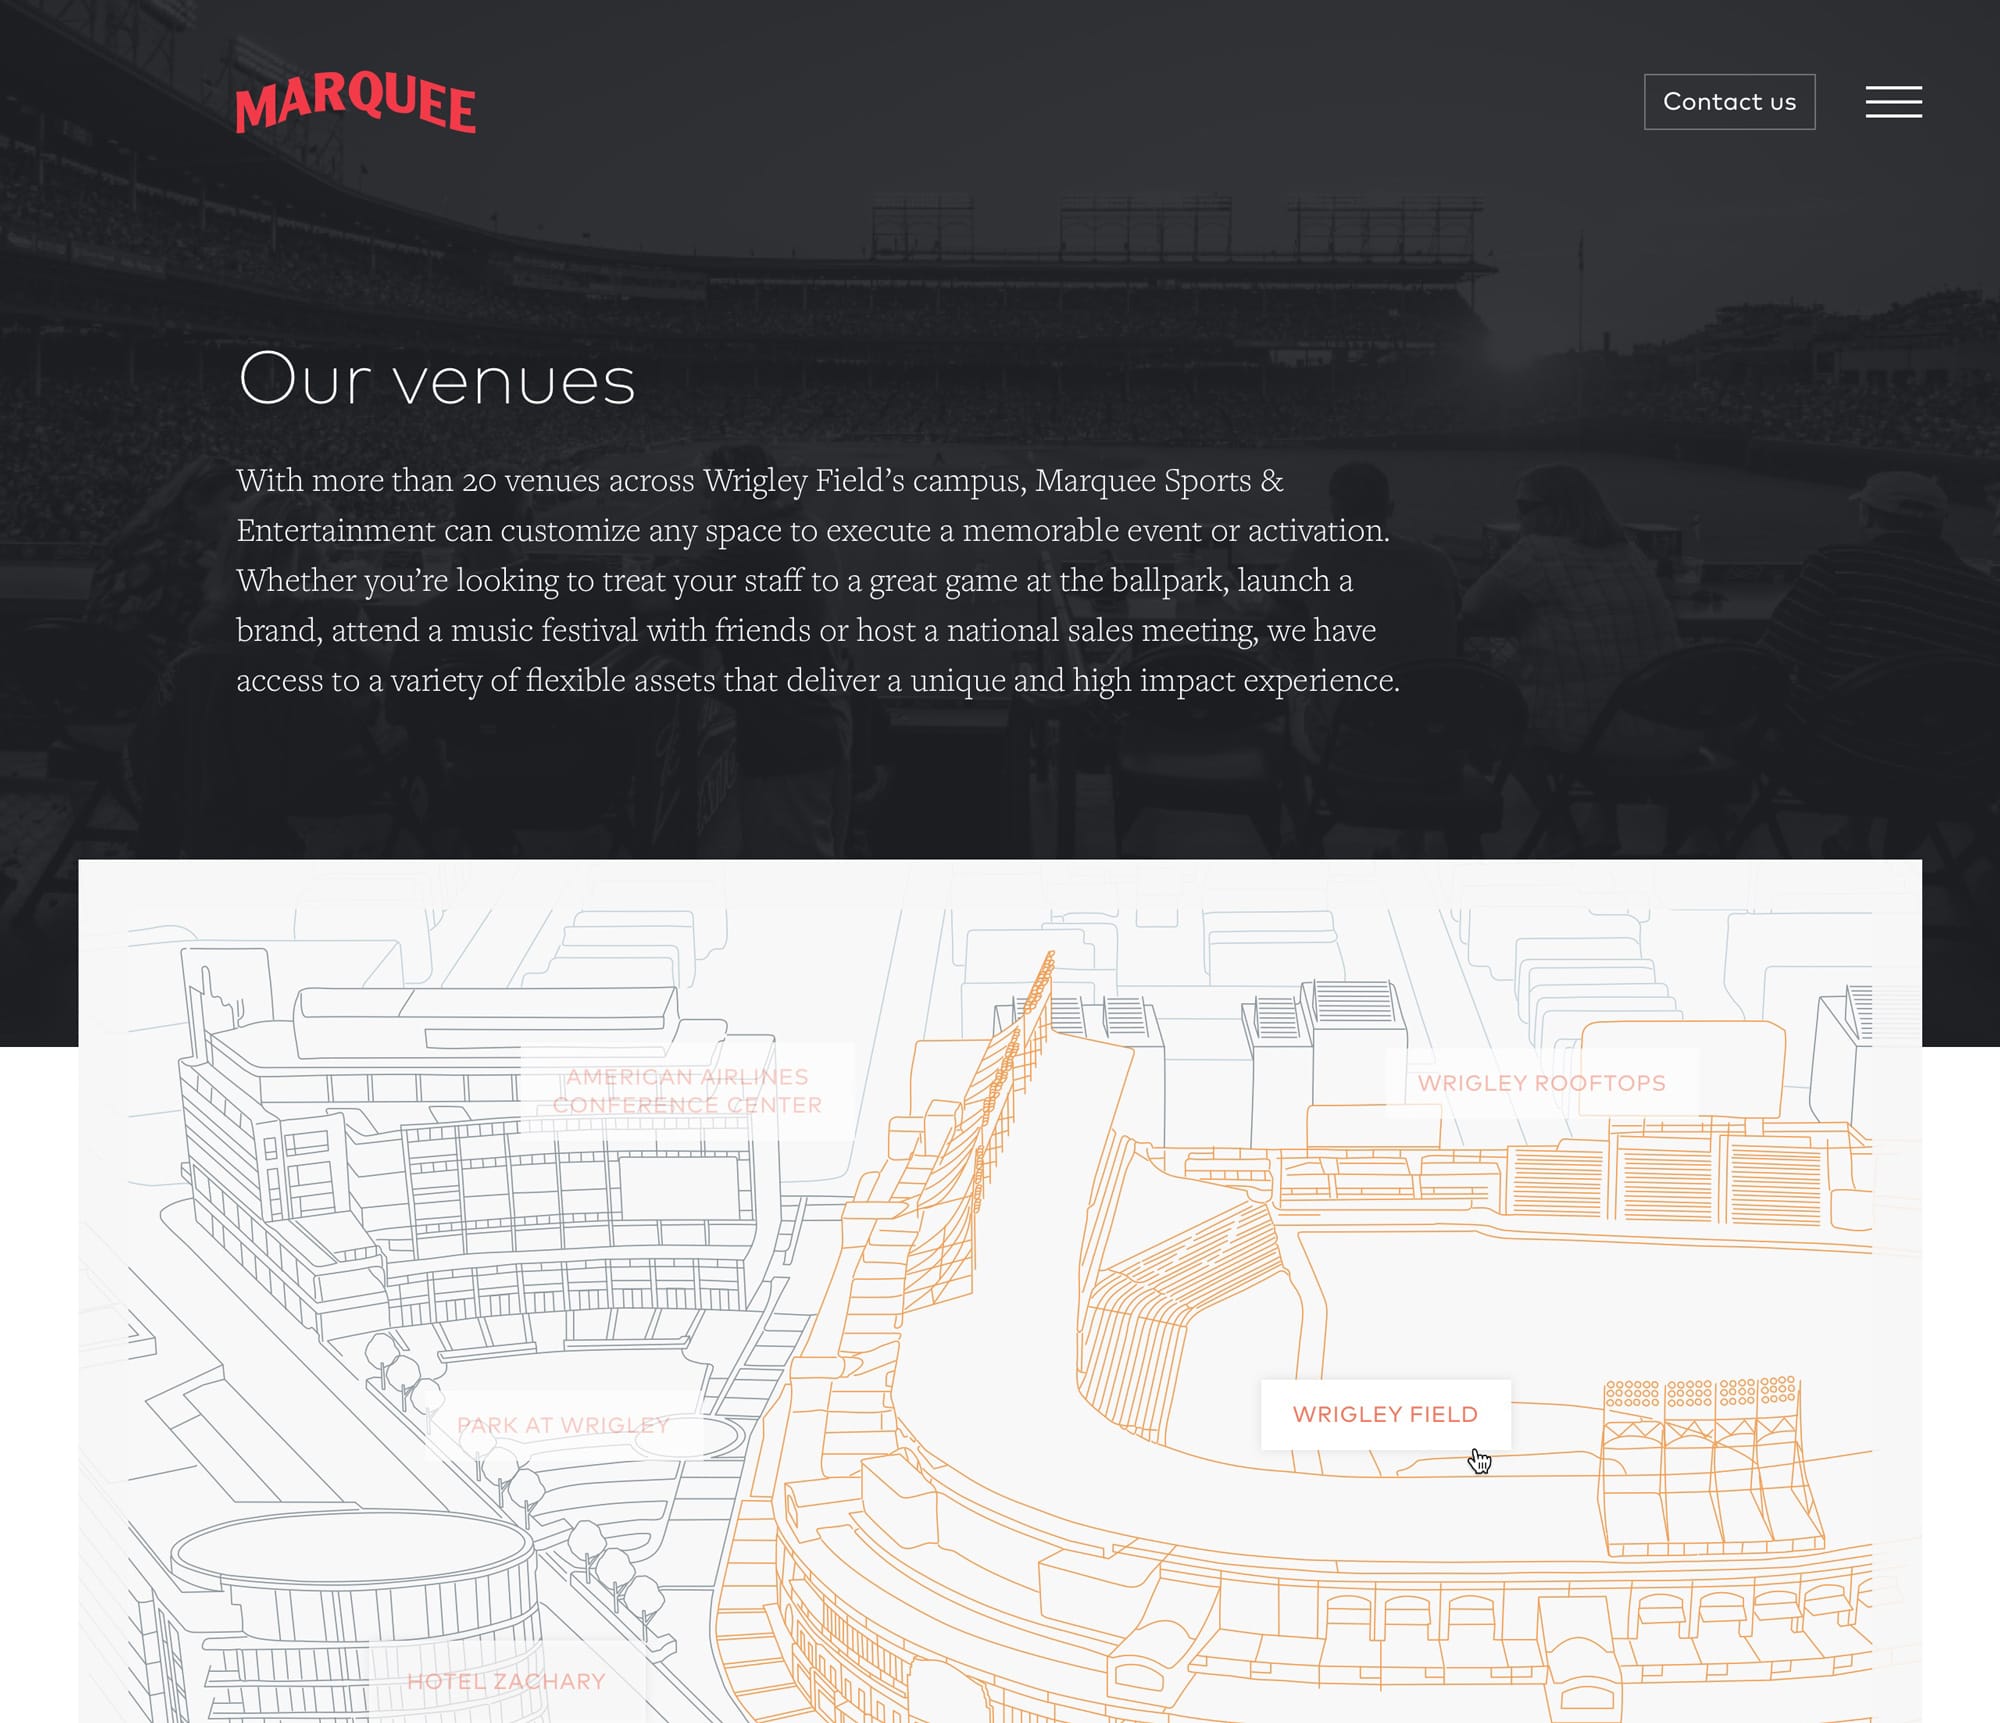 MARQUEE
Contact us
Our venues
With more than 20 venues across Wrigley Field’s campus, Marquee Sports &
Entertainment can customize any space to execute a memorable event or activation.
Whether you’re looking to treat your staff to a great game at the ballpark, launch a
brand, attend a music festival with friends or host a national sales meeting, we have
access to a variety of flexible assets that deliver a unique and high impact experience.
AMERICAN AIRLINES
CONFERENCE CENTER
WRIGLEY ROOFTOPS
WRIGLEY FIELD
PARK AT WRIGLEY
HOTEL ZACHARY